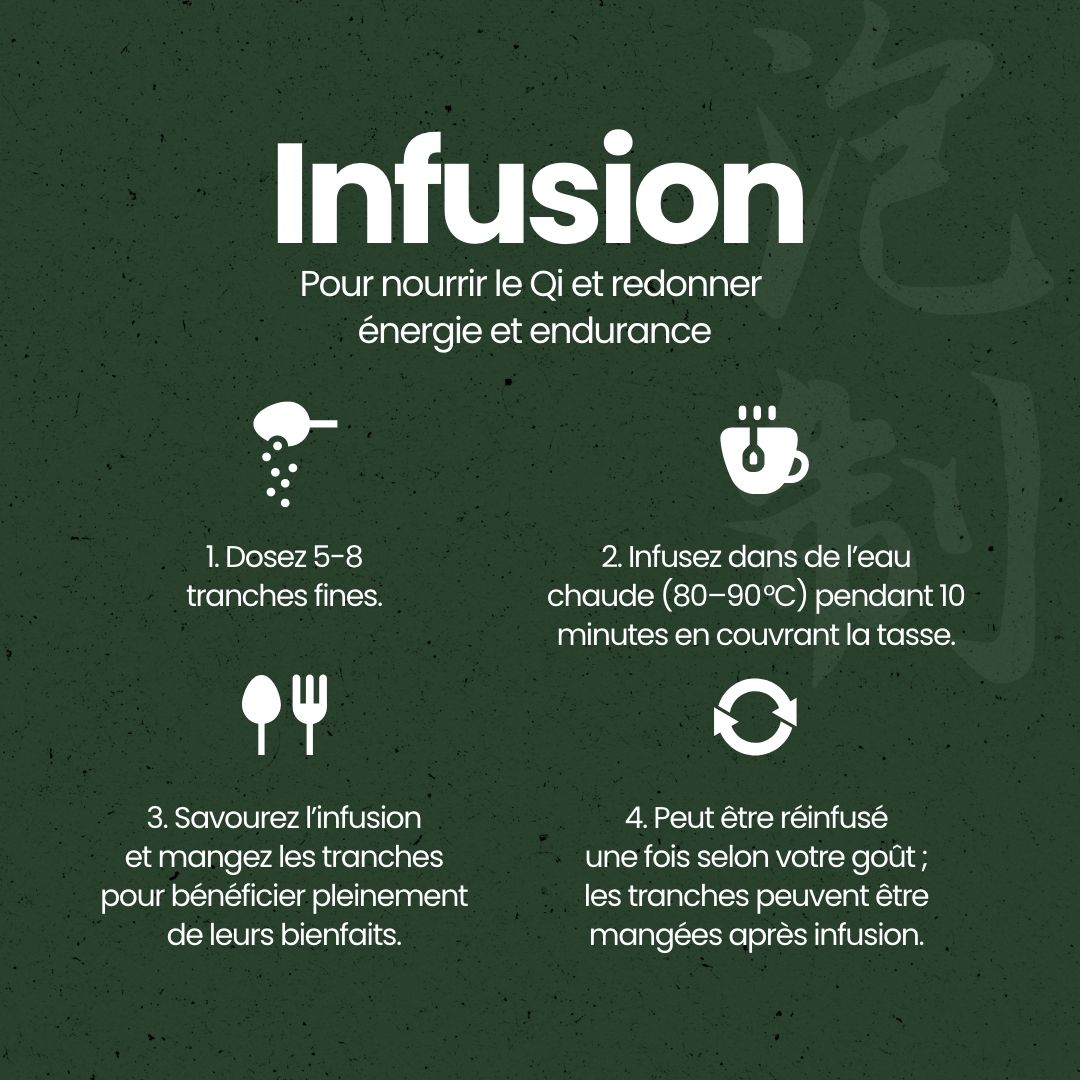 Infusion
Pour nourrir le Qi et redonner
énergie et endurance
1. Dosez 5-8
tranches fines.
2. Infusez dans de l’eau
chaude (80–90°C) pendant 10
minutes en couvrant la tasse.
3. Savourez l’infusion
et mangez les tranches
pour bénéficier pleinement
de leurs bienfaits.
4. Peut être réinfusé
une fois selon votre goût ;
les tranches peuvent être
mangées après infusion.
泡
制